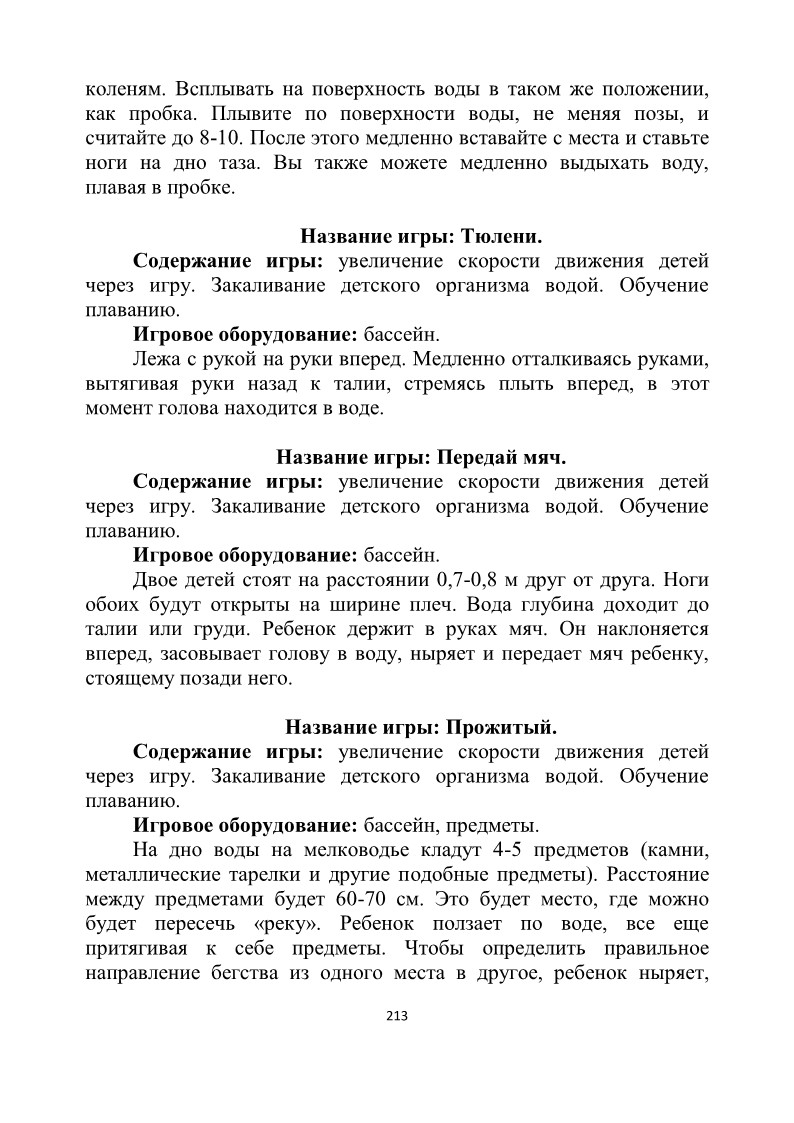 коленям. Всплывать на поверхность воды в таком же положении,
как пробка. Плывите по поверхности воды, не меняя позы, и
считайте до 8-10. После этого медленно вставайте с места и ставьте
ноги на дно таза. Вы также можете медленно выдыхать воду,
плавая в пробке.
Название игры: Тюлени.
Содержание игры: увеличение скорости движения детей
через игру. Закаливание детского организма водой. Обучение
плаванию.
Игровое оборудование: бассейн.
Лежа с рукой на руки вперед. Медленно отталкиваясь руками,
вытягивая руки назад к талии, стремясь плыть вперед, в этот
момент голова находится в воде.
Название игры: Передай мяч.
Содержание игры: увеличение скорости движения детей
через игру. Закаливание детского организма водой. Обучение
плаванию.
Игровое оборудование: бассейн.
Двое детей стоят на расстоянии 0,7-0,8 м друг от друга. Ноги
обоих будут открыты на ширине плеч. Вода глубина доходит до
талии или груди. Ребенок держит в руках мяч. Он наклоняется
вперед, засовывает голову в воду, ныряет и передает мяч ребенку,
стоящему позади него.
Название игры: Прожитый.
Содержание игры: увеличение скорости движения детей
через игру. Закаливание детского организма водой. Обучение
плаванию.
Игровое оборудование: бассейн, предметы.
На дно воды на мелководье кладут 4-5 предметов (камни,
металлические тарелки и другие подобные предметы). Расстояние
между предметами будет 60-70 см. Это будет место, где можно
будет пересечь «реку». Ребенок ползает по воде, все еще
притягивая к себе предметы. Чтобы определить правильное
направление бегства из одного места в другое, ребенок ныряет,
213